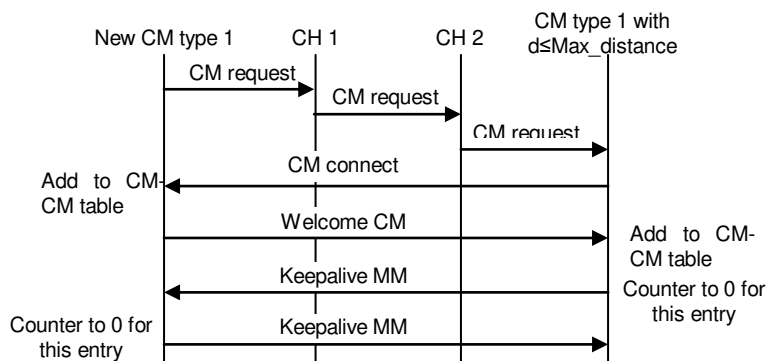 New CM type 1
CH 1
CH 2
CM type 1 with
d≤Max_distance
CM request
CM request
CM request
CM connect
Add to CM-
CM table
Welcome CM
Add to CM-
CM table
Keepalive MM
Counter to 0 for
this entry
Counter to 0 for
this entry
Keepalive MM